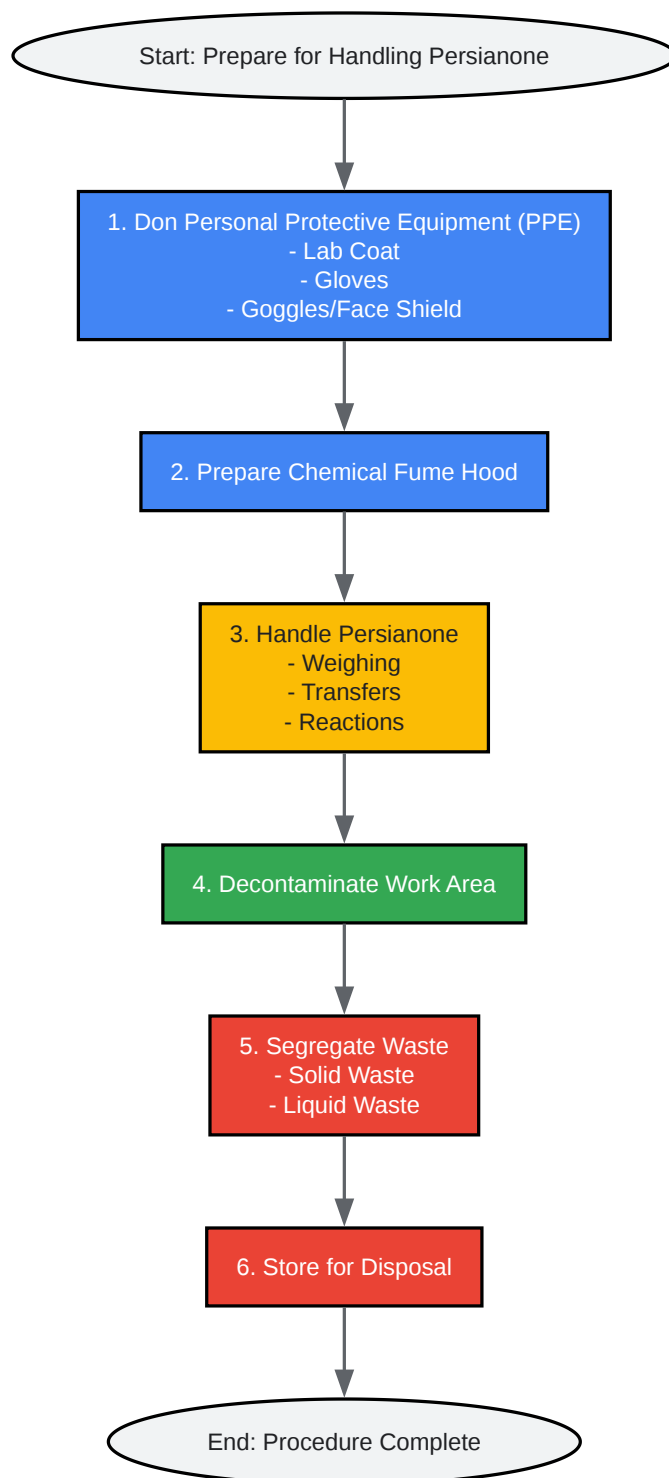 Start: Prepare for Handling Persianone
1. Don Personal Protective Equipment (PPE)
- Lab Coat
- Gloves
- Goggles/Face Shield
2. Prepare Chemical Fume Hood
3. Handle Persianone
- Weighing
- Transfers
- Reactions
4. Decontaminate Work Area
5. Segregate Waste
- Solid Waste
- Liquid Waste
6. Store for Disposal
End: Procedure Complete